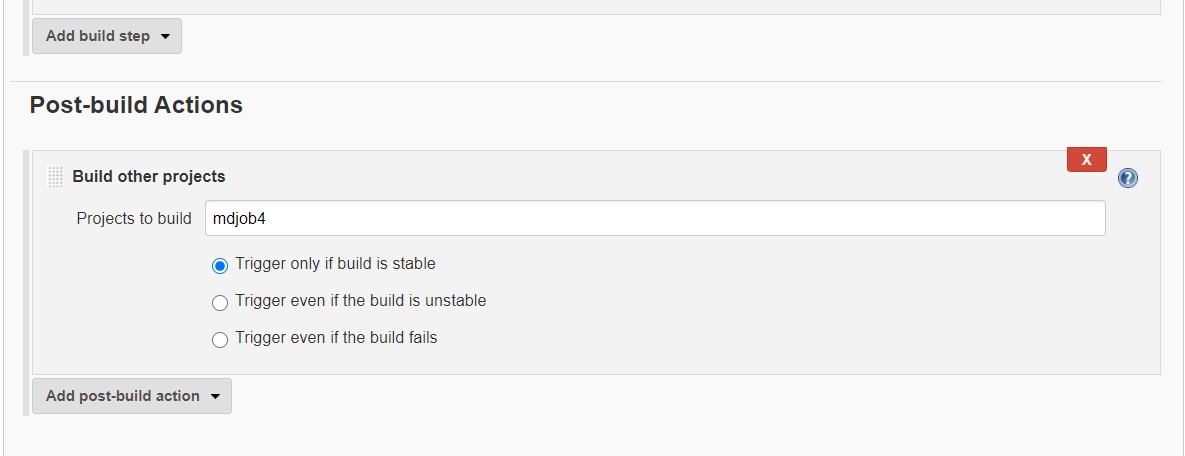 Add build step
Post-build Actions
X
Build other projects
?
Projects to build mdjob4
Trigger only if build is stable
Trigger even if the build is unstable
Trigger even if the build fails
Add post-build action